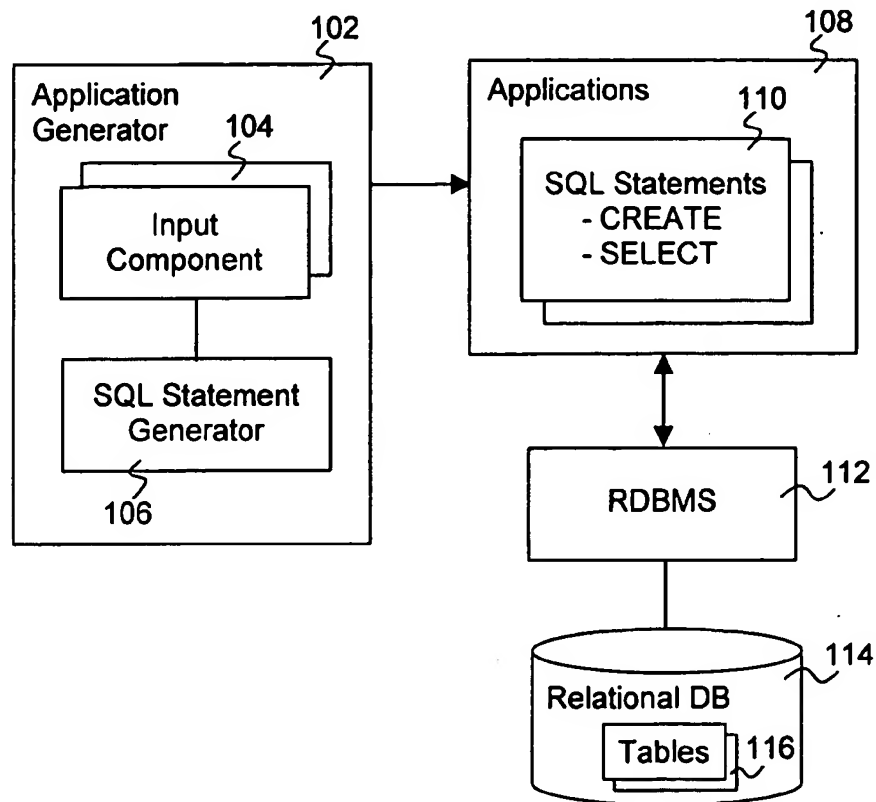 102
Application
Generator
104
Input
Component
SQL Statement
Generator
106
108
Applications
110
SQL Statements
- CREATE
- SELECT
RDBMS
112
Relational DB
114
Tables
116